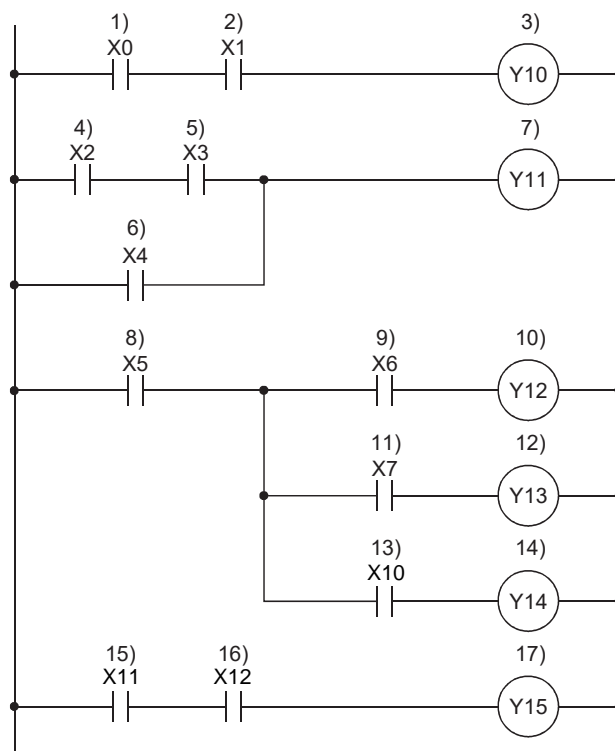 1) 2) 3)
X0 X1 Y10
4) 5) 7)
X2 X3 Y11
6)
X4
8) 9) 10)
X5 X6 Y12
11) 12)
X7 Y13
13) 14)
X10 Y14
15) 16) 17)
X11 X12 Y15